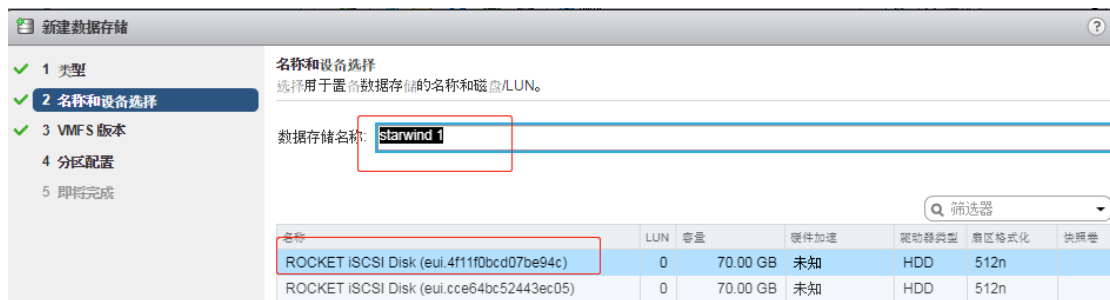 新建数据存储
?
1 类型
2 名称和设备选择
3 VMFS 版本
4 分区配置
5 即将完成
名称和设备选择
选择用于置备数据存储的名称和磁盘/LUN。
数据存储名称: starwind 1
筛选器
名称 LUN 容量 硬件加速 驱动器类型 扇区格式化 快照卷
ROCKET iSCSI Disk (eui.4f11f0bcd07be94c) 0 70.00 GB 未知 HDD 512n
ROCKET iSCSI Disk (eui.cce64bc52443ec05) 0 70.00 GB 未知 HDD 512n